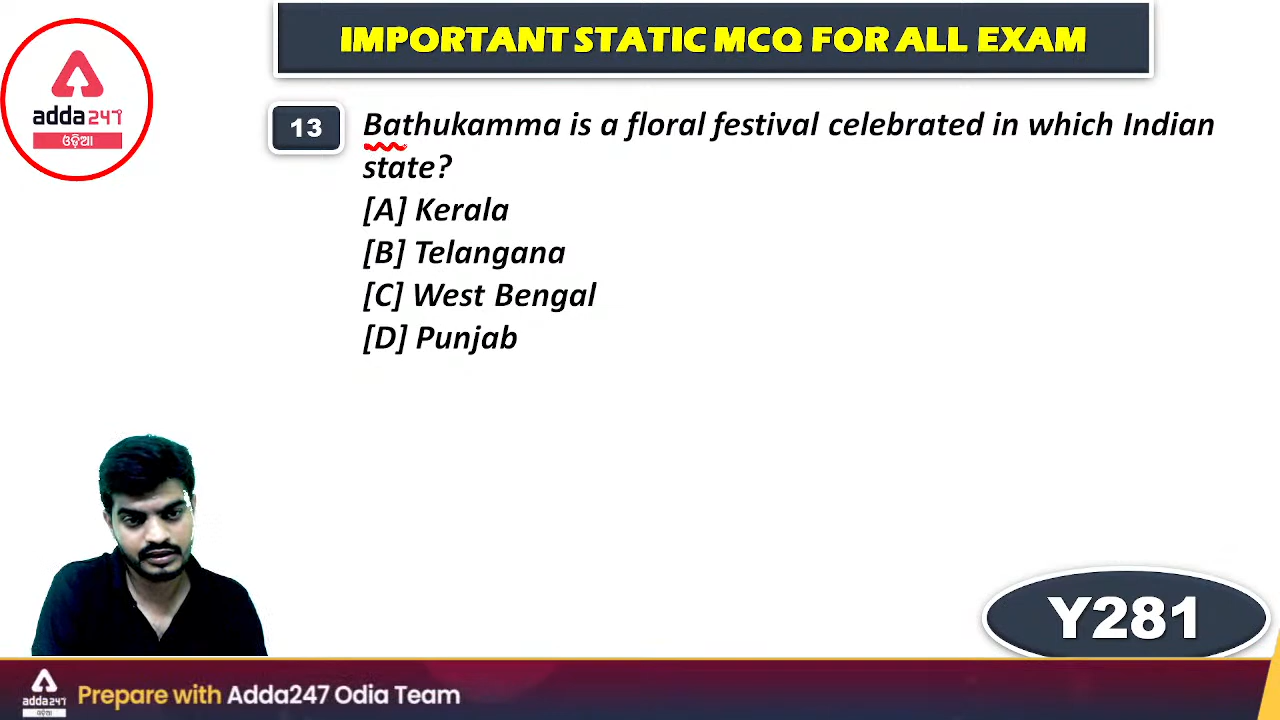 IMPORTANT STATIC MCQ FOR ALL EXAM
adda247
ଓଡ଼ିଆ
13
Bathukamma is a floral festival celebrated in which Indian
state?
[A] Kerala
[B] Telangana
[C] West Bengal
[D] Punjab
Y281
adda247
ଓଡ଼ିଆ
Prepare with Adda247 Odia Team